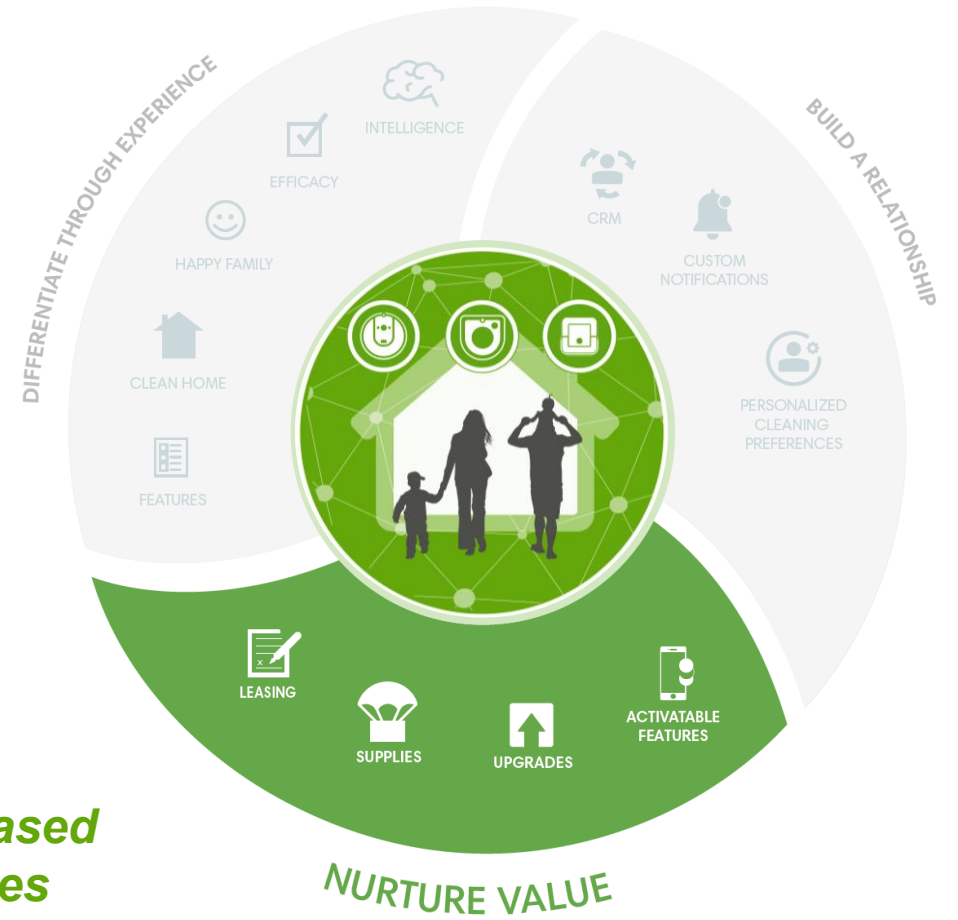 DIFFERENTIATE THROUGH EXPERIENCE
INTELLIGENCE
EFFICACY
HAPPY FAMILY
CLEAN HOME
FEATURES
BUILD A RELATIONSHIP
CRM
CUSTOM
NOTIFICATIONS
PERSONALIZED
CLEANING
PREFERENCES
LEASING
x
SUPPLIES
UPGRADES
ACTIVATABLE
FEATURES
NURTURE VALUE